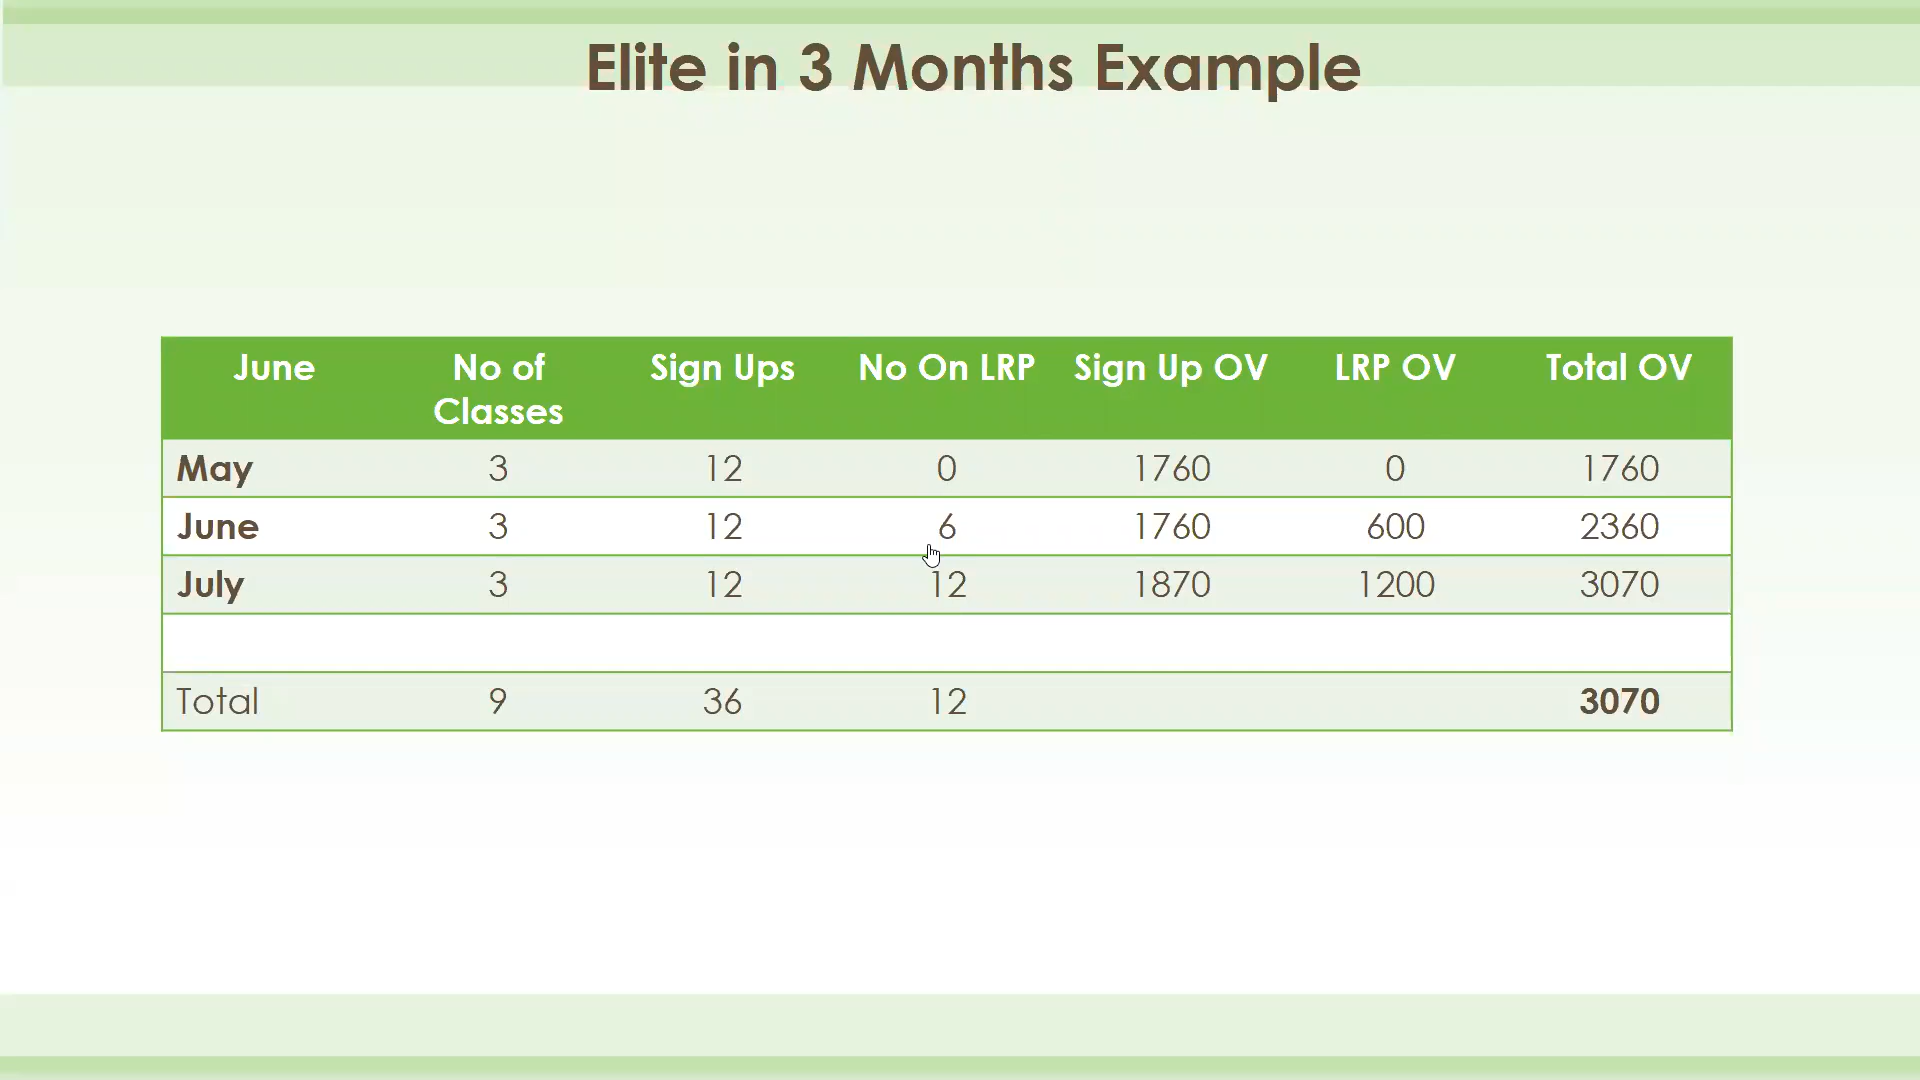 Elite in 3 Months Example
June No of Classes Sign Ups No On LRP Sign Up OV LRP OV Total OV
May 3 12 0 1760 0 1760
June 3 12 6 1760 600 2360
July 3 12 12 1870 1200 3070
Total 9 36 12 3070